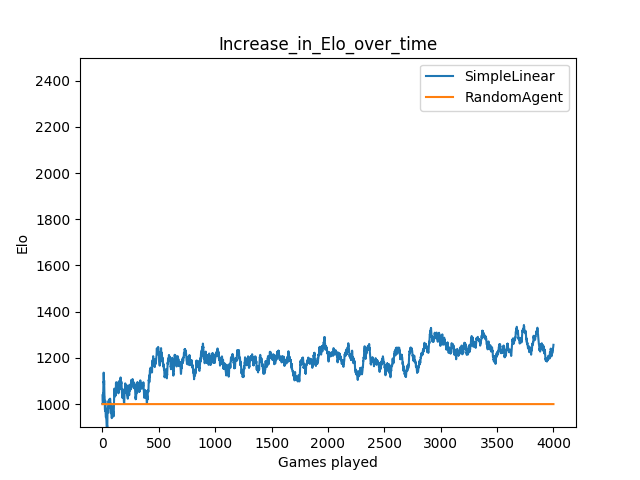 Increase_in_Elo_over_time
SimpleLinear
RandomAgent
2400
2200
2000
1800
1600
1400
1200
1000
Elo
0 500 1000 1500 2000 2500 3000 3500 4000
Games played